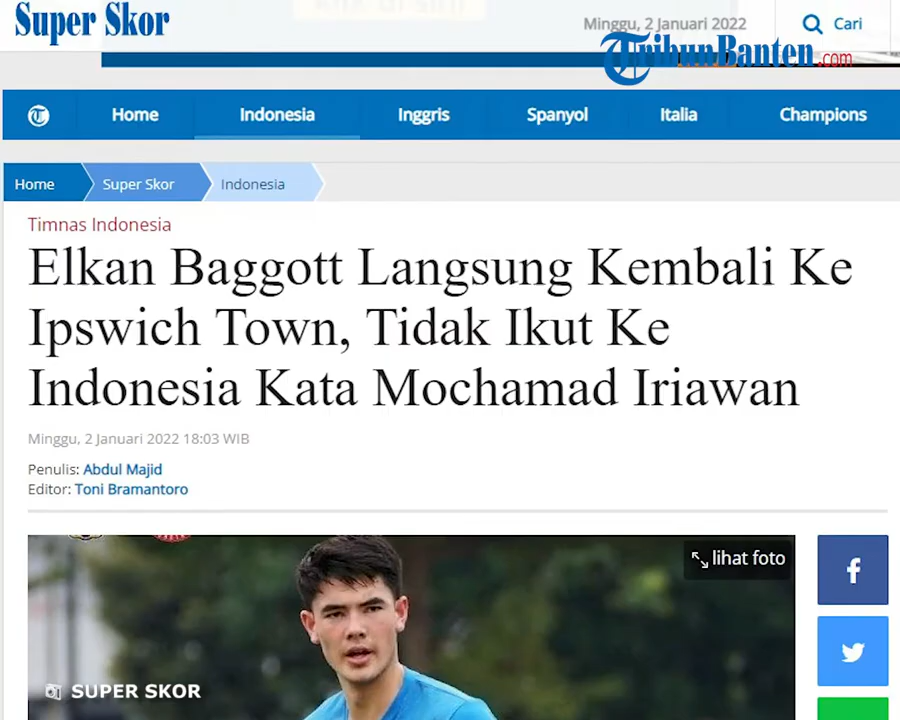 Super Skor
Minggu, 2 Januari 2022
Cari
TribunBanten.com
Home
Indonesia
Inggris
Spanyol
Italia
Champions
Home
Super Skor
Indonesia
Timnas Indonesia
Elkan Baggott Langsung Kembali Ke
Ipswich Town, Tidak Ikut Ke
Indonesia Kata Mochamad Iriawan
Minggu, 2 Januari 2022 18:03 WIB
Penulis: Abdul Majid
Editor: Toni Bramantoro
lihat foto
SUPER SKOR